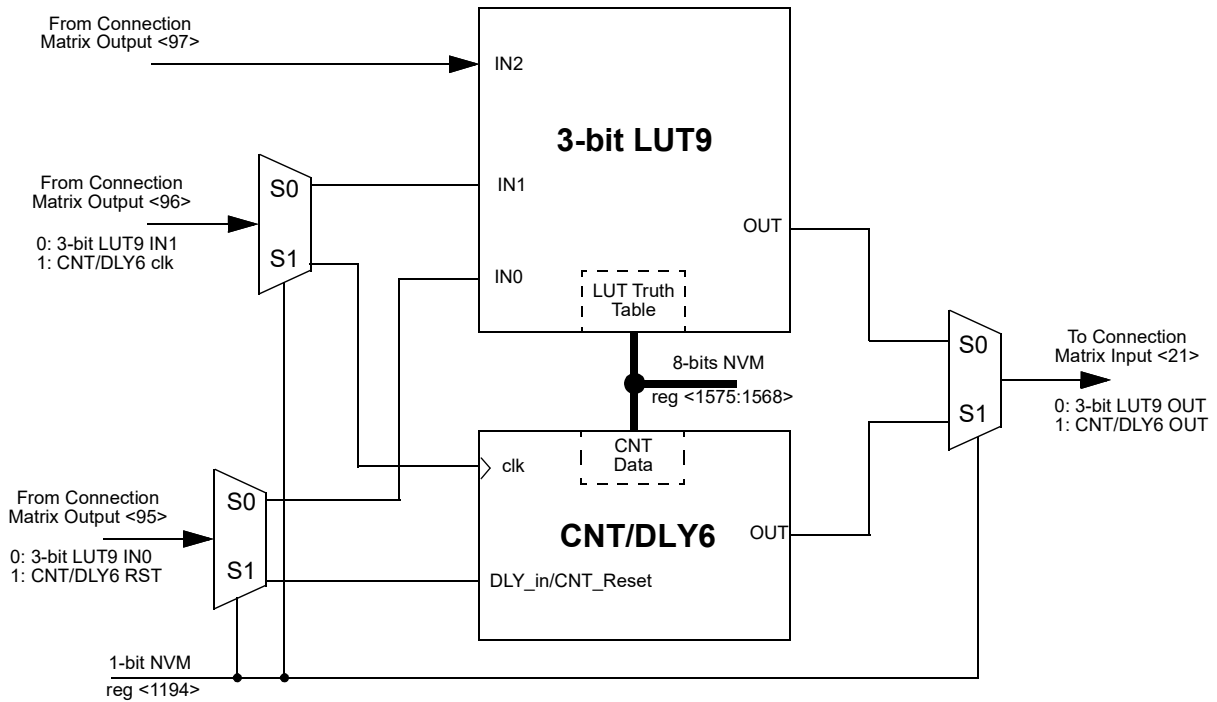 From Connection
Matrix Output <97>
IN2
3-bit LUT9
From Connection
Matrix Output <96>
S0
IN1
0: 3-bit LUT9 IN1
1: CNT/DLY6 clk
S1
OUT
IN0
LUT Truth
Table
8-bits NVM
reg <1575:1568>
S0
S1
To Connection
Matrix Input <21>
0: 3-bit LUT9 OUT
1: CNT/DLY6 OUT
CNT
Data
clk
From Connection
Matrix Output <95>
S0
CNT/DLY6
OUT
0: 3-bit LUT9 IN0
1: CNT/DLY6 RST
S1
DLY_in/CNT_Reset
1-bit NVM
reg <1194>